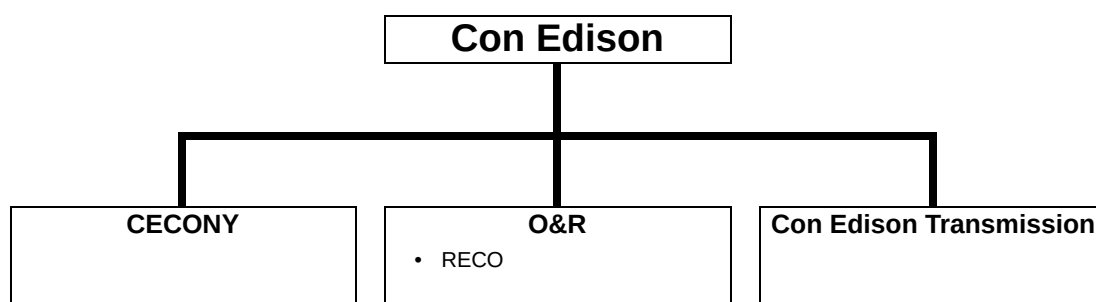 Con Edison
CECONY
O&R
• RECO
Con Edison Transmission